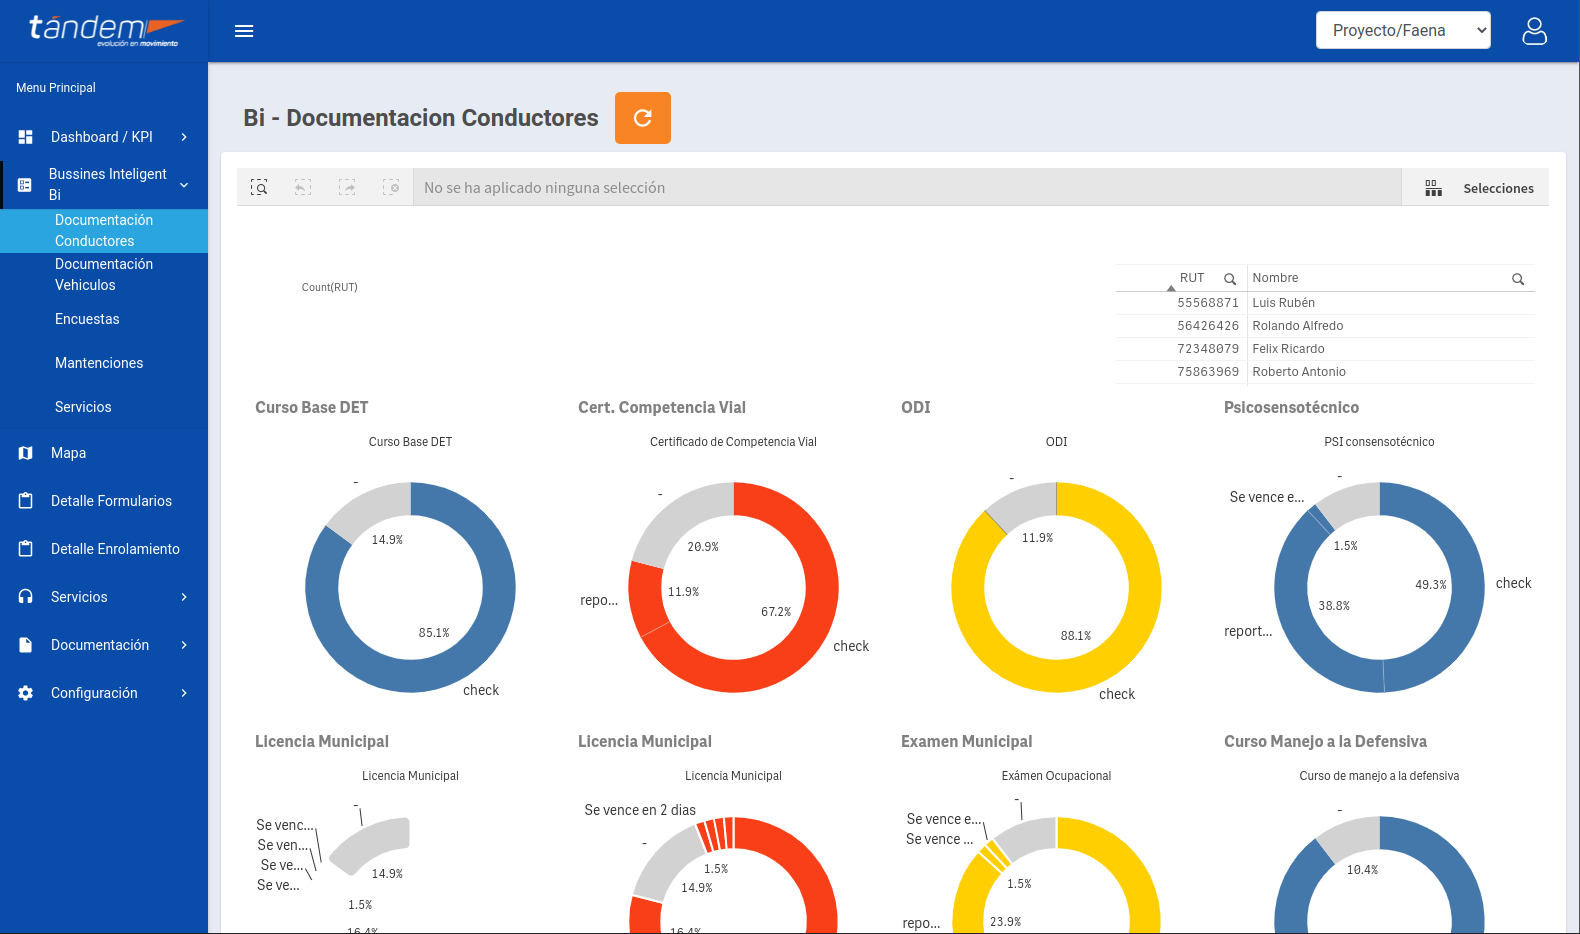 tándem
evolución en movimiento
Proyecto/Faena
Menu Principal
Dashboard / KPI
Bussines Inteligent
Bi
Documentación
Conductores
Documentación
Vehiculos
Encuestas
Mantenciones
Servicios
Mapa
Detalle Formularios
Detalle Enrolamiento
Servicios
Documentación
Configuración
Bi - Documentacion Conductores
No se ha aplicado ninguna selección
Selecciones
Count(RUT)
RUT Nombre
55568871 Luis Rubén
56426426 Rolando Alfredo
72348079 Felix Ricardo
75863969 Roberto Antonio
Curso Base DET
Curso Base DET
-
14.9%
85.1%
check
Cert. Competencia Vial
Certificado de Competencia Vial
-
20.9%
repo...
11.9%
67.2%
check
ODI
ODI
-
11.9%
88.1%
check
Psicosensotécnico
PSI consensotécnico
-
Se vence e...
1.5%
49.3%
check
38.8%
report...
Licencia Municipal
Licencia Municipal
-
Se venc...
Se ven...
Se ve...
Se ve...
14.9%
1.5%
16.4%
Licencia Municipal
Licencia Municipal
Se vence en 2 dias
-
1.5%
14.9%
16.4%
Examen Municipal
Exámen Ocupacional
-
Se vence e...
Se vence ...
1.5%
repo...
23.9%
Curso Manejo a la Defensiva
Curso de manejo a la defensiva
-
10.4%